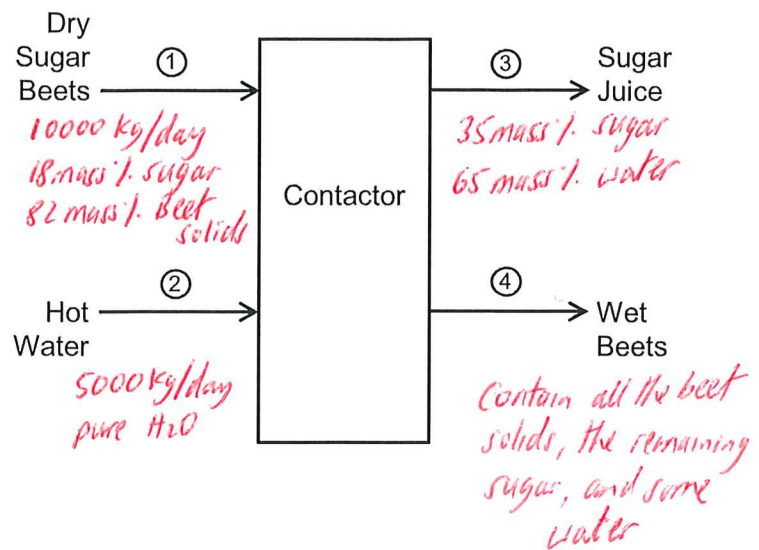 Dry
Sugar
Beets
①
10000 kg/day
18 mass % sugar
82 mass % Beet
solids
Contactor
③
Sugar
Juice
35 mass % sugar
65 mass % water
②
Hot
Water
5000 kg/day
pure H2O
④
Wet
Beets
Contain all the beet
solids, the remaining
sugar, and some
water